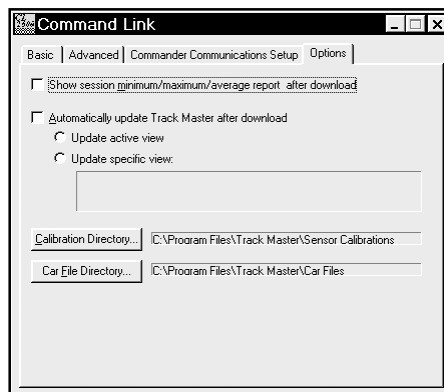 Command Link
Basic Advanced Commander Communications Setup Options
Show session minimum/maximum/average report after download
Automatically update Track Master after download
Update active view
Update specific view:
Calibration Directory... C:\Program Files\Track Master\Sensor Calibrations
Car File Directory... C:\Program Files\Track Master\Car Files